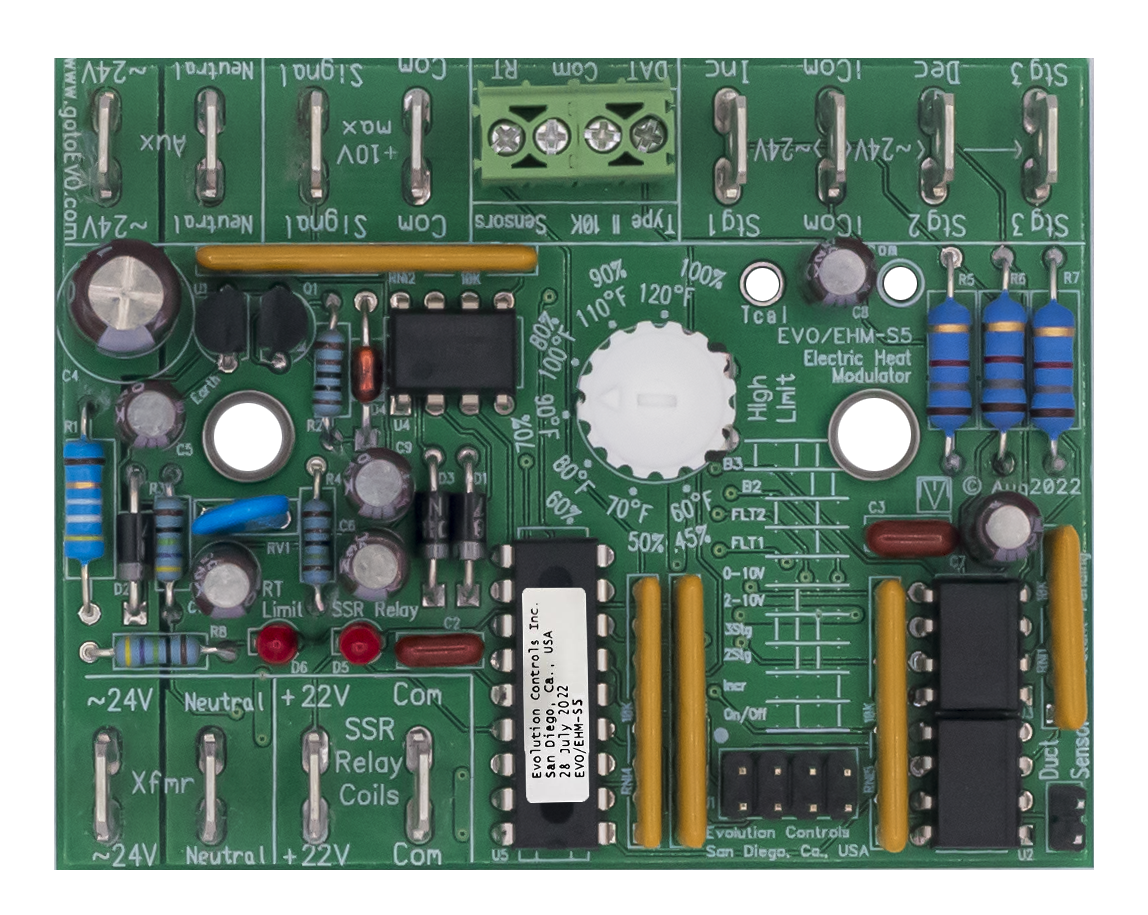 www.gotoEVO.com
~24V
Neutral
Signal
Com
RT
Com
DAT
Inc
iCom
Dec
Stg3
Aux
+10V
max
~24V
~24V
~24V
Neutral
Signal
Com
Sensors
Type II 10K
Stg1
iCom
Stg2
Stg3
RN2
10K
C4
U1
Q1
Earth
C5
R1
R2
D4
U4
C9
R3
R4
D3
D1
D2
RV1
C6
RT
Limit
SSR Relay
R8
D6
D5
C2
90%
100%
110°F
120°F
80%
100°F
90°F
70%
80°F
60%
70°F
60°F
50%
45%
High
Limit
Tcal
Com
C8
EVO/EHM-S5
Electric Heat
Modulator
R5
R6
R7
© Aug2022
B3
B2
FLT2
FLT1
0-10V
2-10V
3Stg
2Stg
Incr
On/Off
C3
C7
10K
RN1
~24V
Neutral
+22V
Com
Xfmr
SSR
Relay
Coils
~24V
Neutral
+22V
Com
Evolution Controls Inc.
San Diego, Ca., USA
28 July 2022
EVO/EHM-S5
U5
RN4
10K
J1
Evolution Controls
San Diego, Ca., USA
10K
RN5
U2
Duct
Sensor